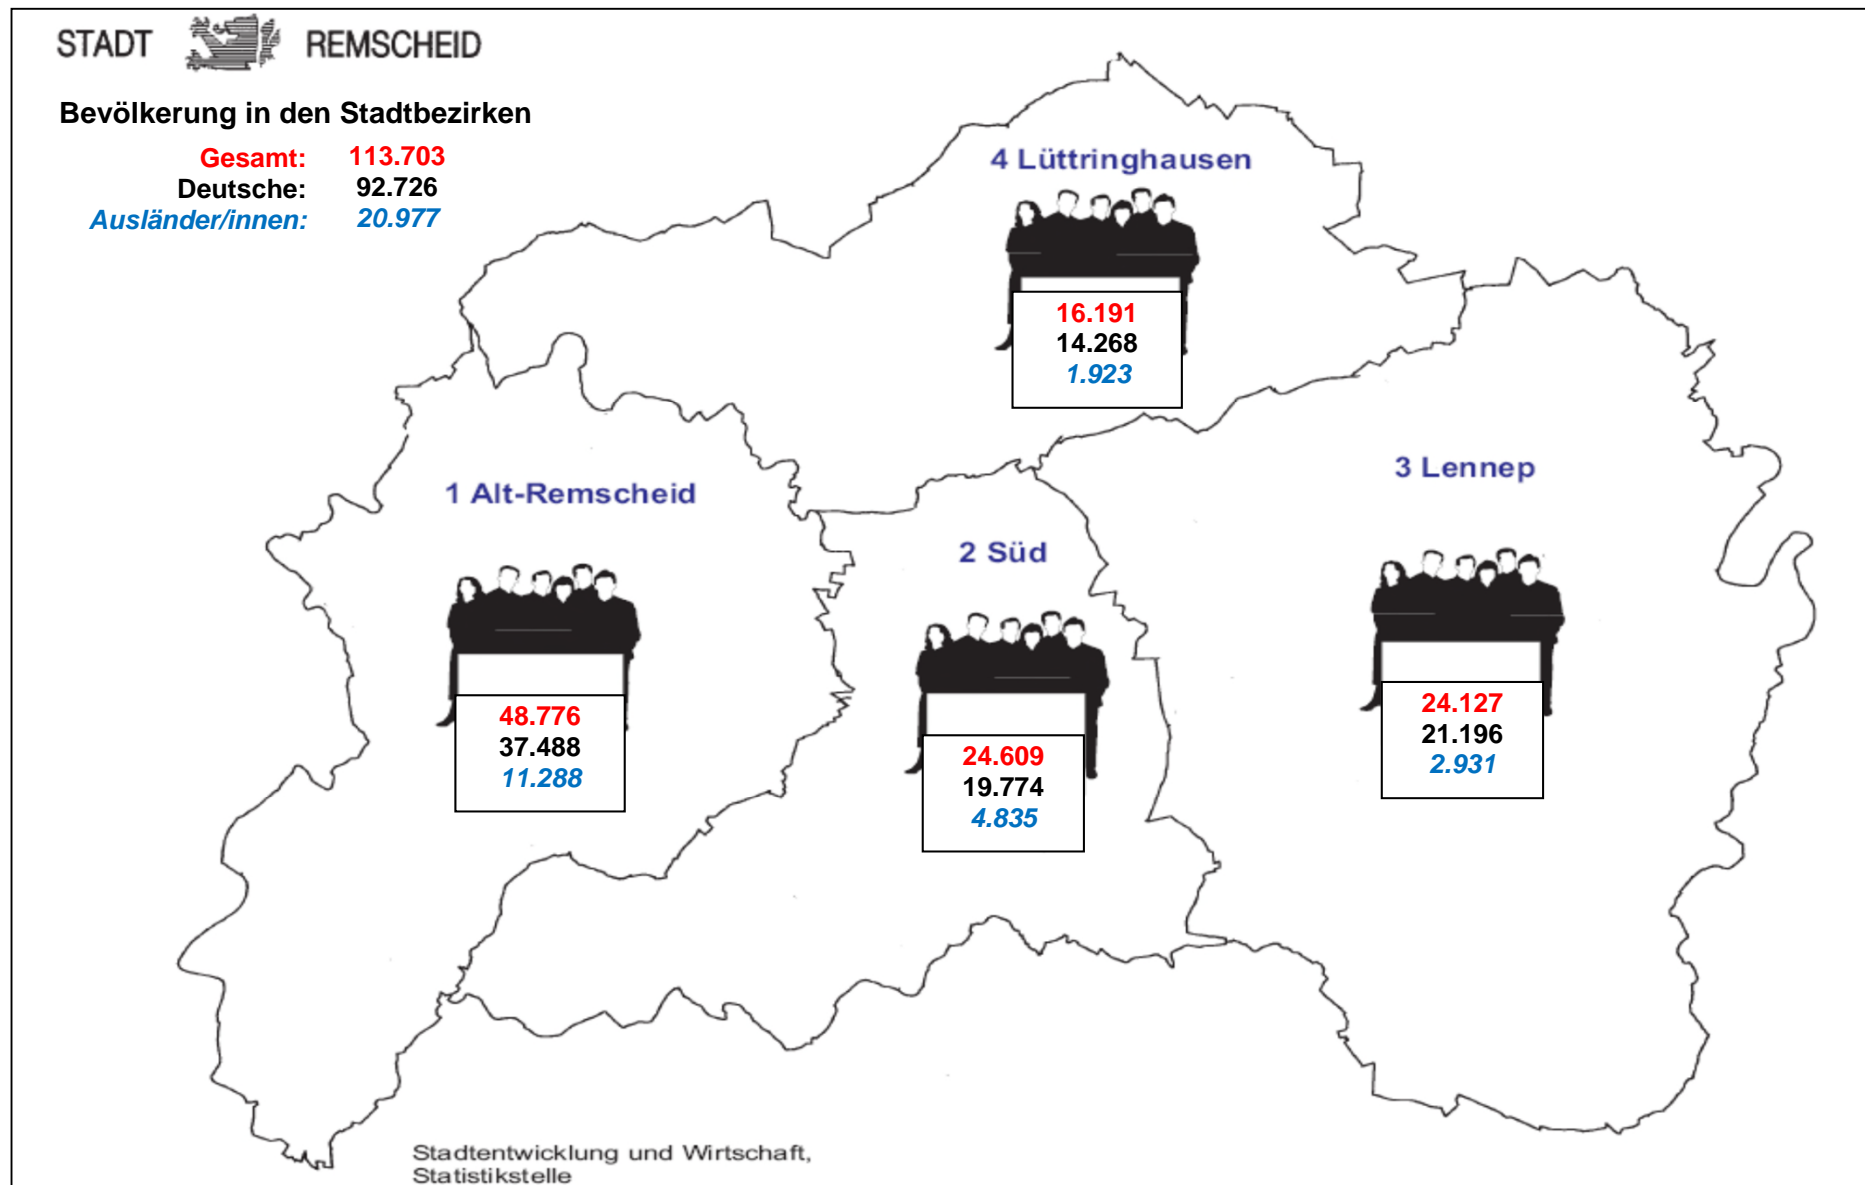 STADT REMSCHEID
Bevölkerung in den Stadtbezirken
Gesamt: 113.703
Deutsche: 92.726
Ausländer/innen: 20.977
4 Lüttringhausen
16.191
14.268
1.923
3 Lennep
24.127
21.196
2.931
1 Alt-Remscheid
48.776
37.488
11.288
2 Süd
24.609
19.774
4.835
Stadtentwicklung und Wirtschaft,
Statistikstelle